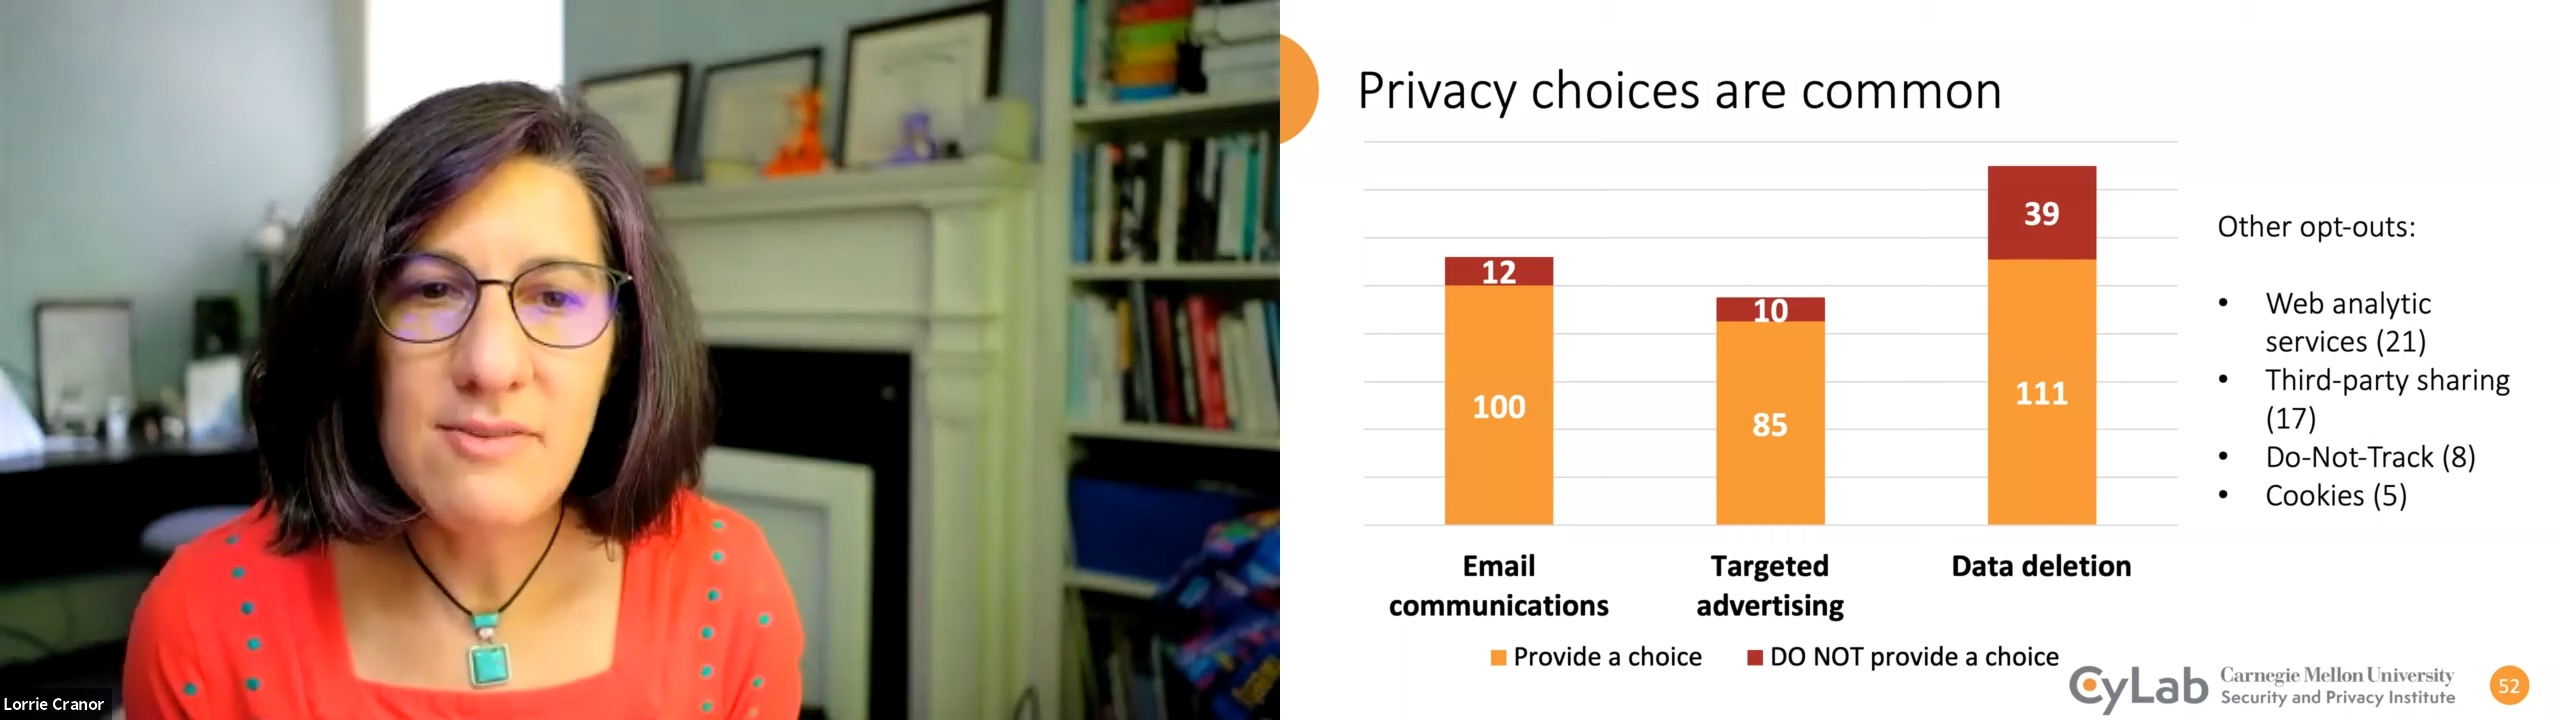 Lorrie Cranor
Privacy choices are common
12
100
10
85
39
111
Email
communications
Targeted
advertising
Data deletion
Provide a choice
DO NOT provide a choice
Other opt-outs:
• Web analytic
services (21)
• Third-party sharing
(17)
• Do-Not-Track (8)
• Cookies (5)
CyLab
Carnegie Mellon University
Security and Privacy Institute
52